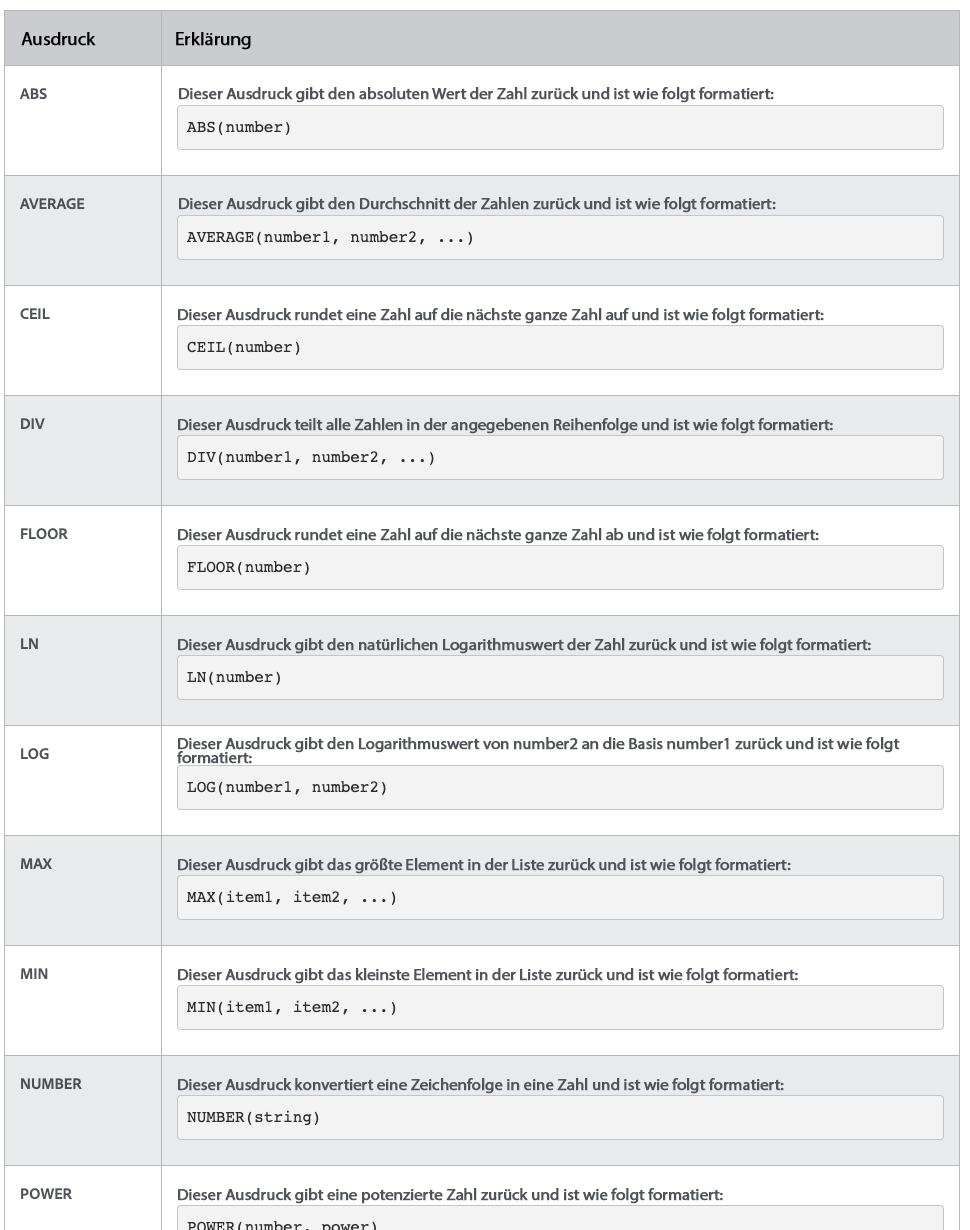 Ausdruck Erklärung
ABS Dieser Ausdruck gibt den absoluten Wert der Zahl zurück und ist wie folgt formatiert:
ABS(number)
AVERAGE Dieser Ausdruck gibt den Durchschnitt der Zahlen zurück und ist wie folgt formatiert:
AVERAGE(number1, number2, ...)
CEIL Dieser Ausdruck rundet eine Zahl auf die nächste ganze Zahl auf und ist wie folgt formatiert:
CEIL(number)
DIV Dieser Ausdruck teilt alle Zahlen in der angegebenen Reihenfolge und ist wie folgt formatiert:
DIV(number1, number2, ...)
FLOOR Dieser Ausdruck rundet eine Zahl auf die nächste ganze Zahl ab und ist wie folgt formatiert:
FLOOR(number)
LN Dieser Ausdruck gibt den natürlichen Logarithmuswert der Zahl zurück und ist wie folgt formatiert:
LN(number)
LOG Dieser Ausdruck gibt den Logarithmuswert von number2 an die Basis number1 zurück und ist wie folgt
formatiert:
LOG(number1, number2)
MAX Dieser Ausdruck gibt das größte Element in der Liste zurück und ist wie folgt formatiert:
MAX(item1, item2, ...)
MIN Dieser Ausdruck gibt das kleinste Element in der Liste zurück und ist wie folgt formatiert:
MIN(item1, item2, ...)
NUMBER Dieser Ausdruck konvertiert eine Zeichenfolge in eine Zahl und ist wie folgt formatiert:
NUMBER(string)
POWER Dieser Ausdruck gibt eine potenzierte Zahl zurück und ist wie folgt formatiert:
POWER(number, power)